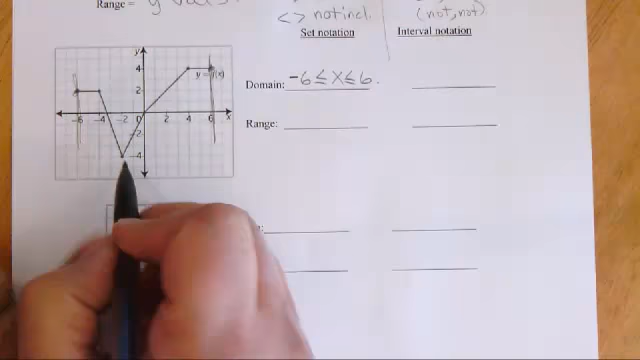 Range = y
< > not incl.
(not, not).
Set notation
Interval notation
y
4
y = f(x)
2
-6 -4 -2 0 2 4 6 x
-2
-4
Domain: -6 ≤ x ≤ 6.
Range: